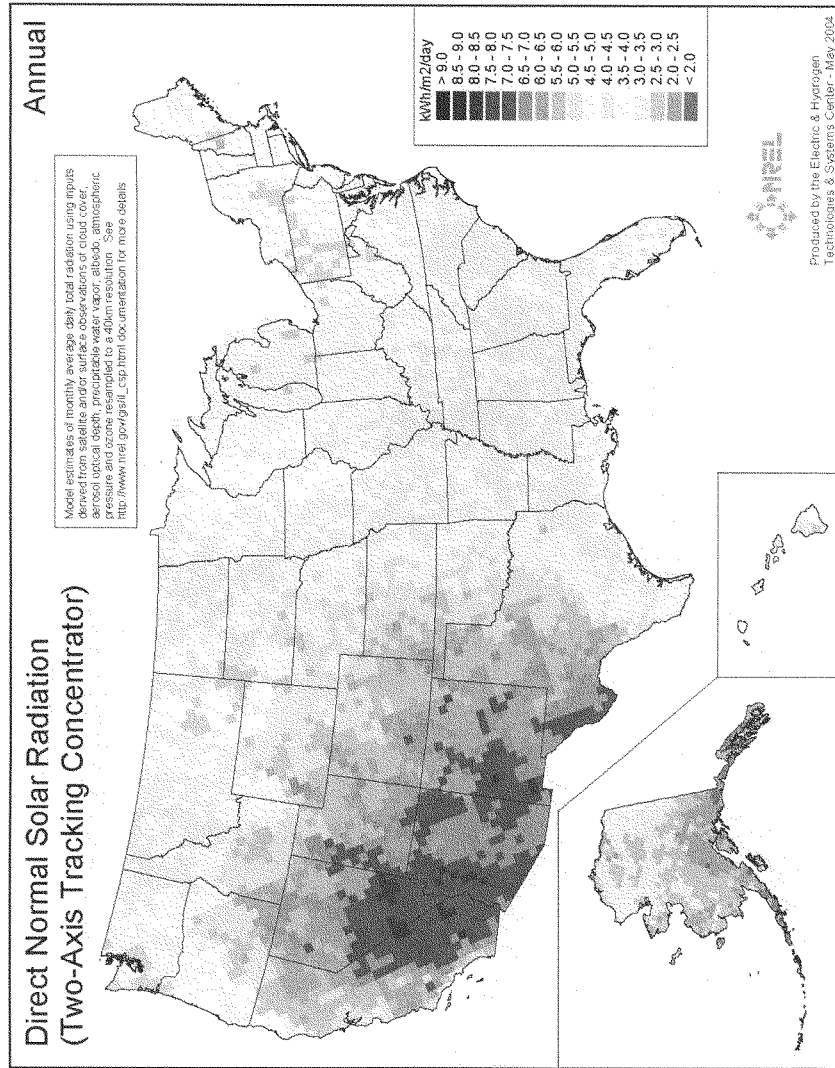 Direct Normal Solar Radiation
(Two-Axis Tracking Concentrator)
Annual
Model estimates of monthly average daily total radiation using inputs
derived from satellite and/or surface observations of cloud cover,
aerosol optical depth, precipitable water vapor, albedo, atmospheric
pressure and ozone resampled to a 40km resolution. See
http://www.nrel.gov/gis/il_csp.html documentation for more details.
kWh/m2/day
> 9.0
8.5 - 9.0
8.0 - 8.5
7.5 - 8.0
7.0 - 7.5
6.5 - 7.0
6.0 - 6.5
5.5 - 6.0
5.0 - 5.5
4.5 - 5.0
4.0 - 4.5
3.5 - 4.0
3.0 - 3.5
2.5 - 3.0
2.0 - 2.5
< 2.0
NREL
Produced by the Electric & Hydrogen
Technologies & Systems Center - May 2004